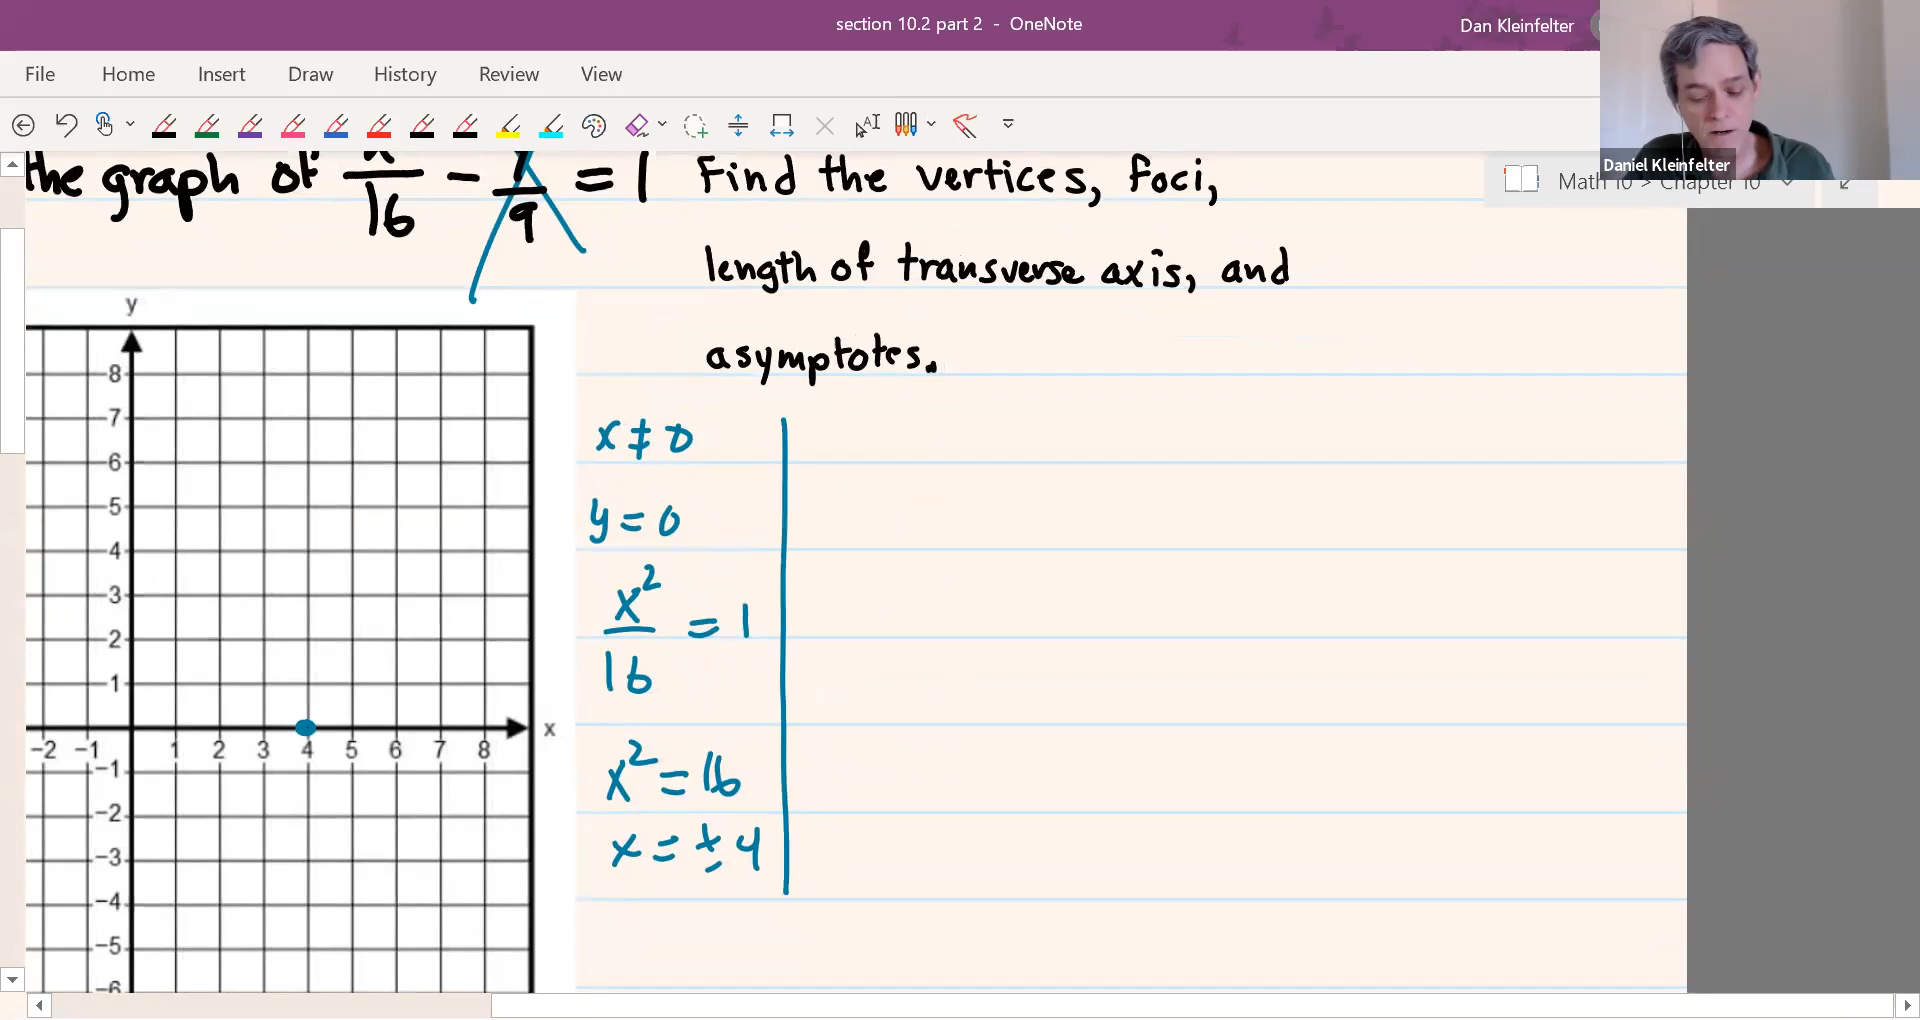 section 10.2 part 2 - OneNote
Dan Kleinfelter
File Home Insert Draw History Review View
Daniel Kleinfelter
Math 10 > Chapter 10
the graph of x/16 - y/9 = 1 Find the vertices, foci,
length of transverse axis, and
asymptotes.
y
8
7
6
5
4
3
2
1
x
-2 -1 1 2 3 4 5 6 7 8
-1
-2
-3
-4
-5
-6
x ≠ 0
y = 0
x²/16 = 1
x² = 16
x = ± 4